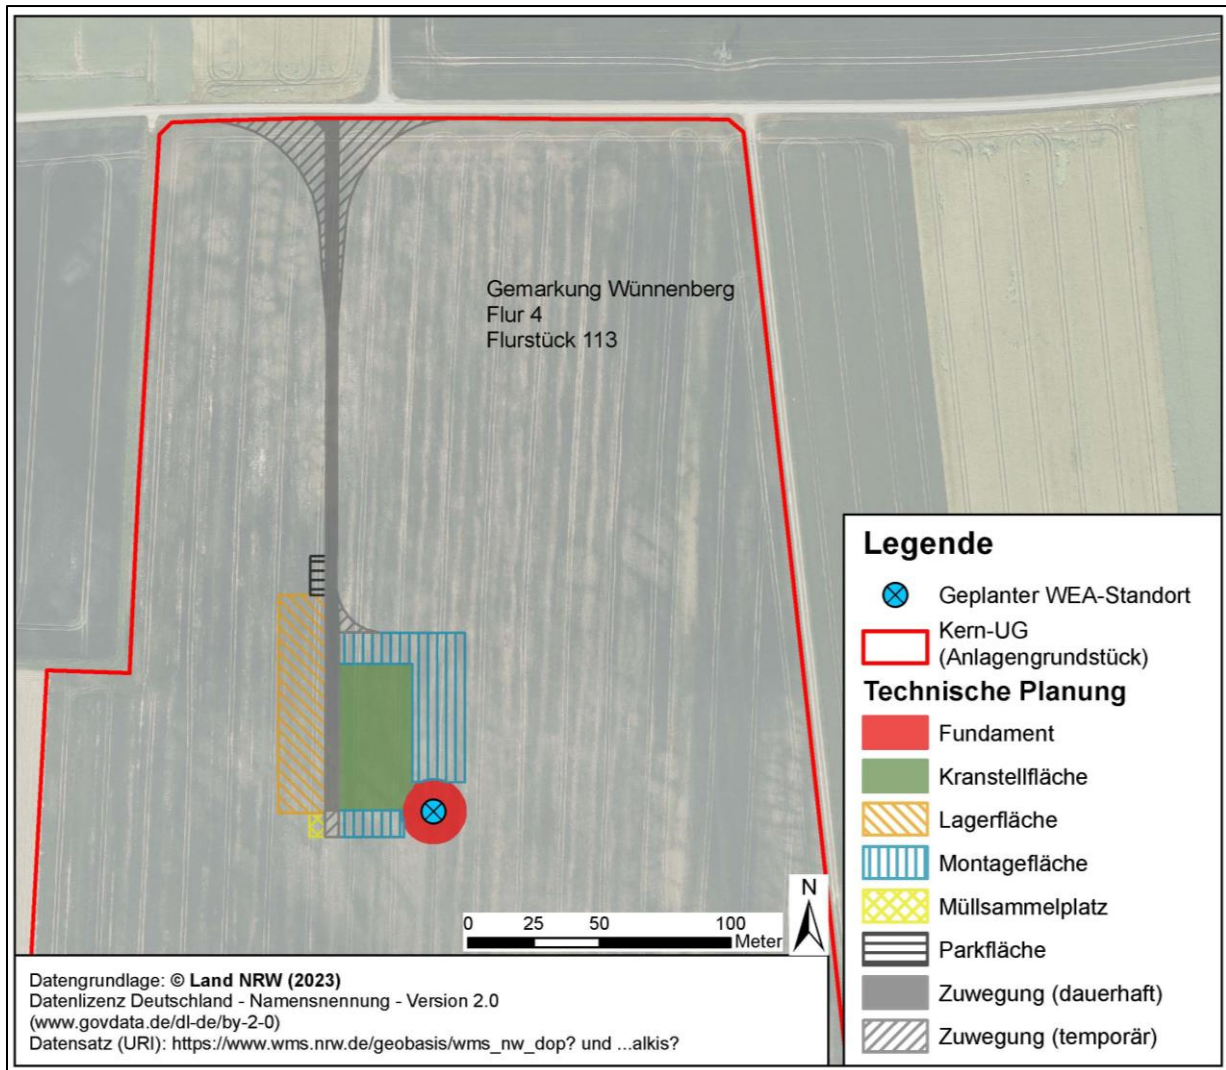 Gemarkung Wünnenberg
Flur 4
Flurstück 113
Legende
Geplanter WEA-Standort
Kern-UG
(Anlagengrundstück)
Technische Planung
Fundament
Kranstellfläche
Lagerfläche
Montagefläche
Müllsammelplatz
Parkfläche
Zuwegung (dauerhaft)
Zuwegung (temporär)
N
0 25 50 100
Meter
Datengrundlage: © Land NRW (2023)
Datenlizenz Deutschland - Namensnennung - Version 2.0
(www.govdata.de/dl-de/by-2-0)
Datensatz (URI): https://www.wms.nrw.de/geobasis/wms_nw_dop? und ...alkis?